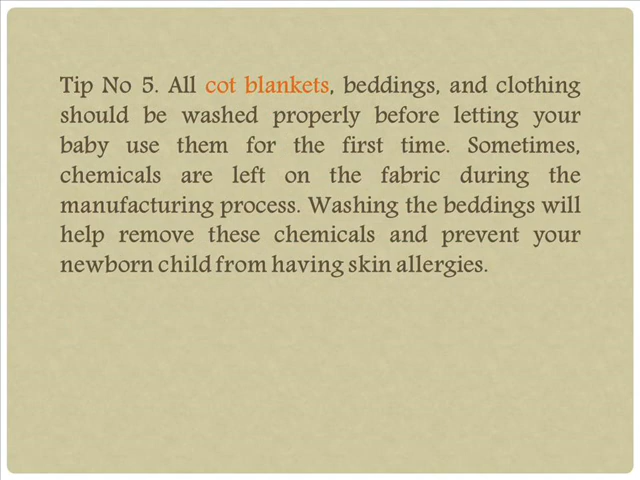 Tip No 5. All cot blankets, beddings, and clothing
should be washed properly before letting your
baby use them for the first time. Sometimes,
chemicals are left on the fabric during the
manufacturing process. Washing the beddings will
help remove these chemicals and prevent your
newborn child from having skin allergies.